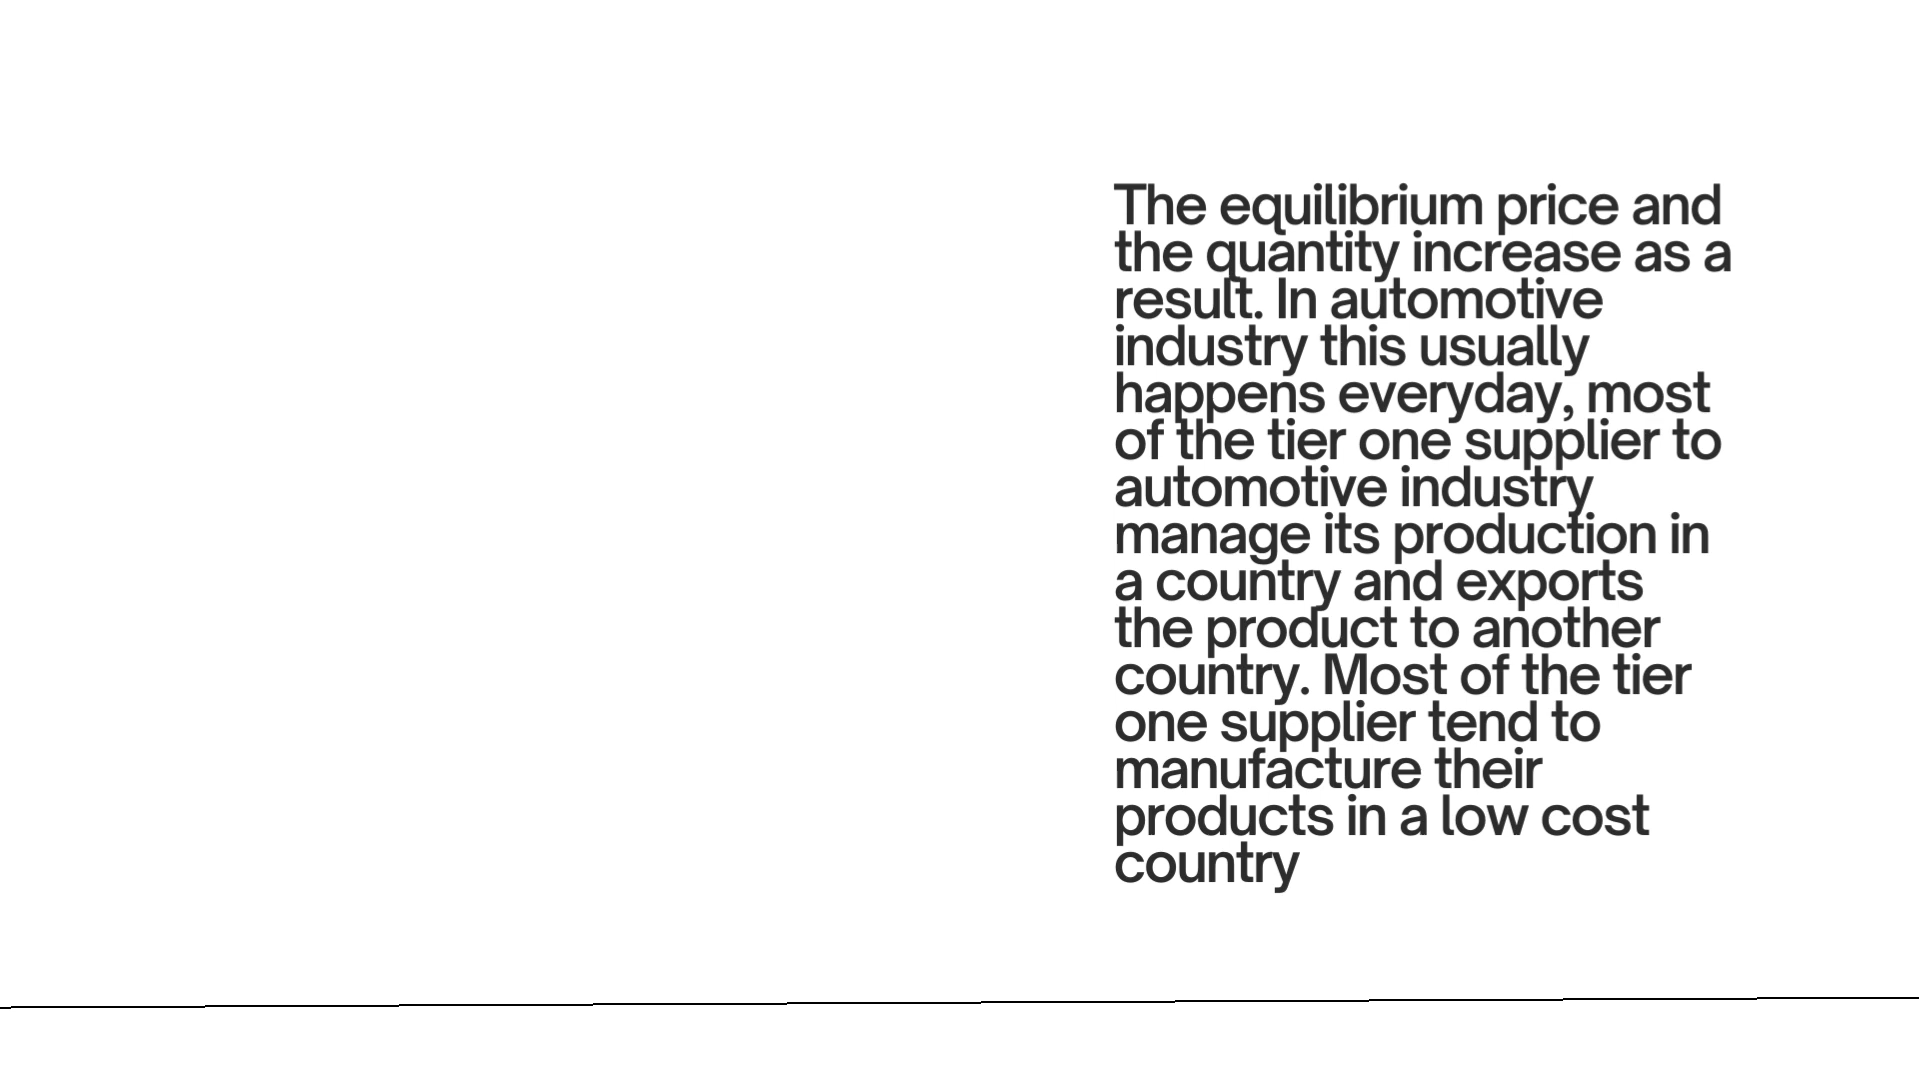 The equilibrium price and
the quantity increase as a
result. In automotive
industry this usually
happens everyday, most
of the tier one supplier to
automotive industry
manage its production in
a country and exports
the product to another
country. Most of the tier
one supplier tend to
manufacture their
products in a low cost
country